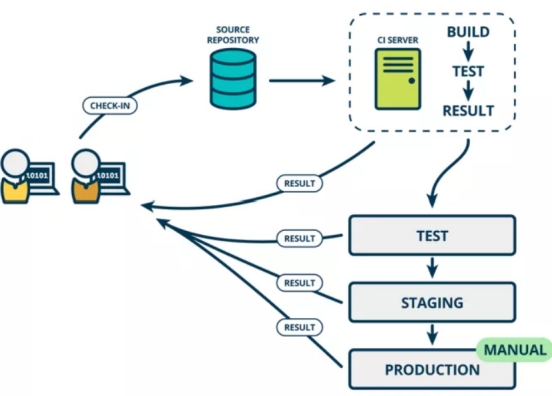 SOURCE
REPOSITORY
CI SERVER
BUILD
TEST
RESULT
CHECK-IN
10101
10101
RESULT
RESULT
TEST
RESULT
STAGING
RESULT
MANUAL
PRODUCTION